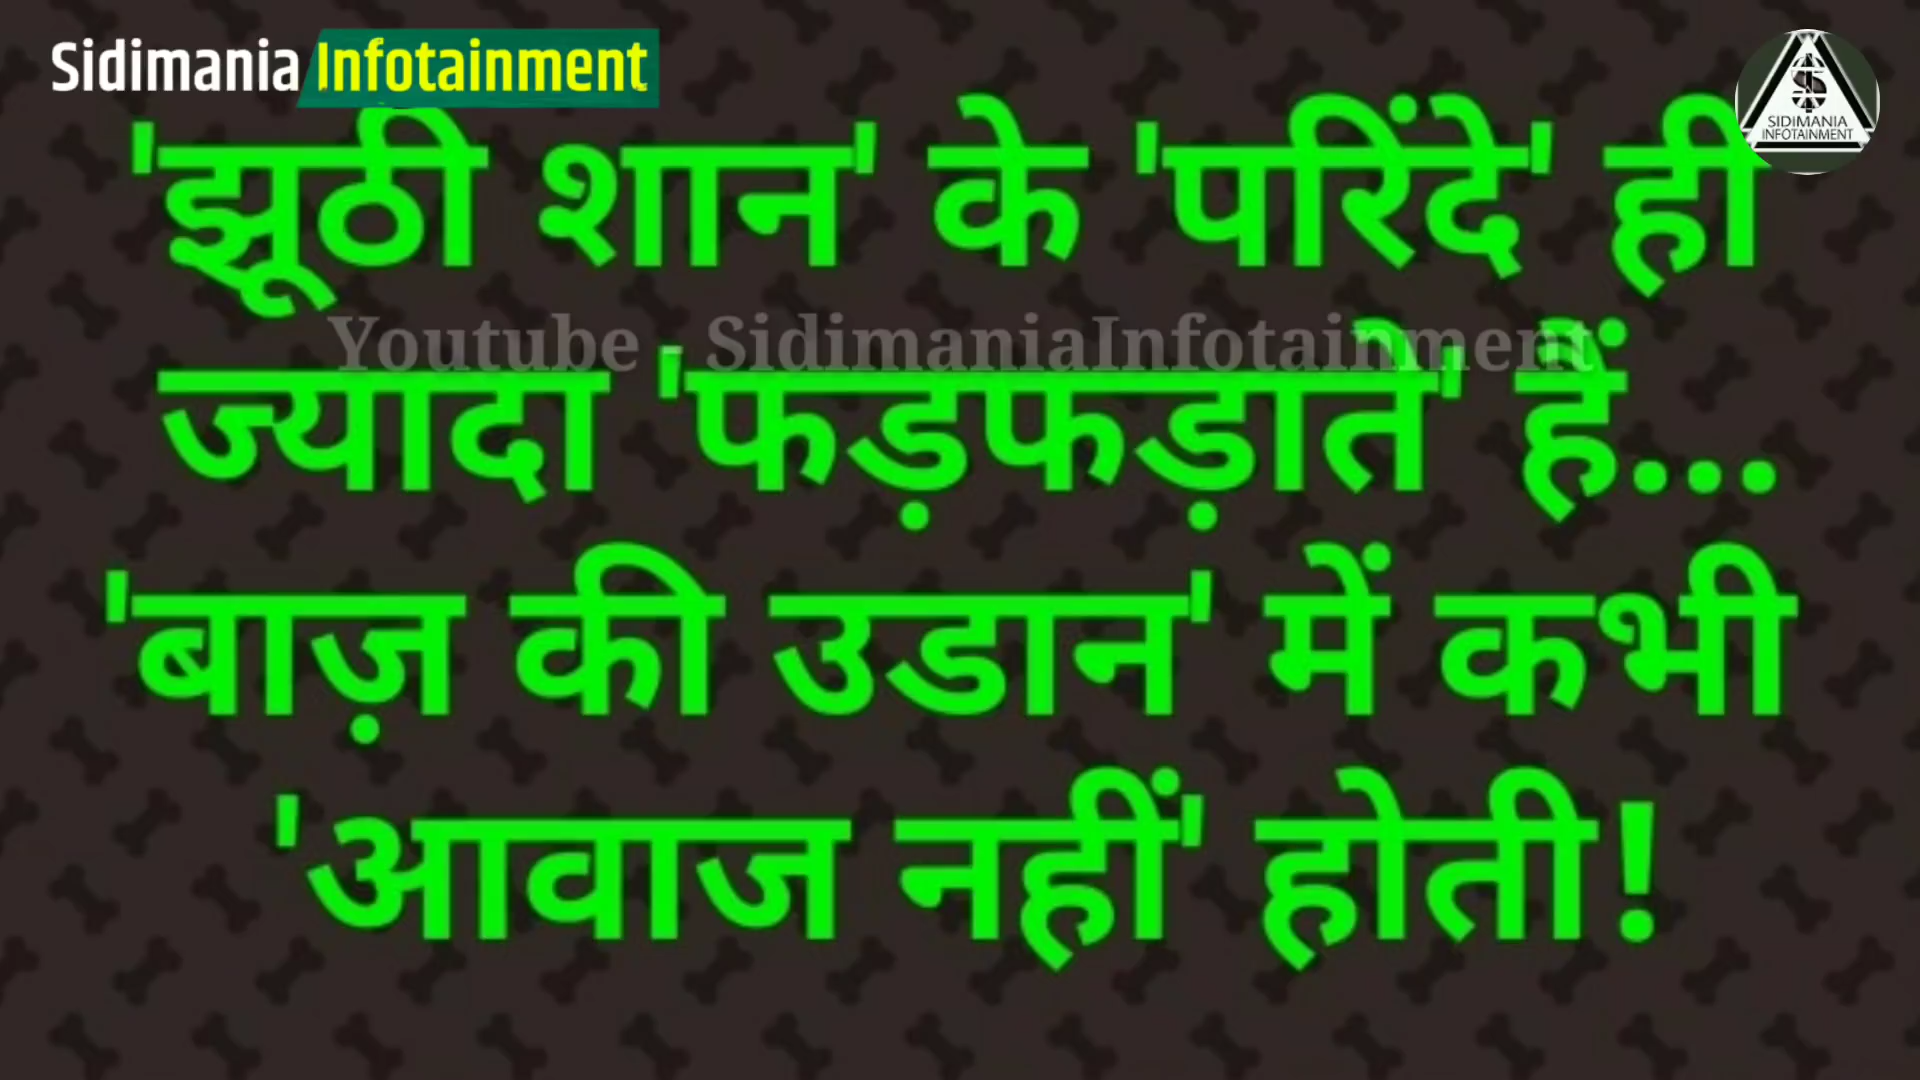 Sidimania Infotainment
SIDIMANIA
INFOTAINMENT
'झूठी शान' के 'परिंदे' ही
Youtube - SidimaniaInfotainment
ज्यादा 'फड़फड़ाते' हैं...
'बाज़ की उडान' में कभी
'आवाज नहीं' होती!